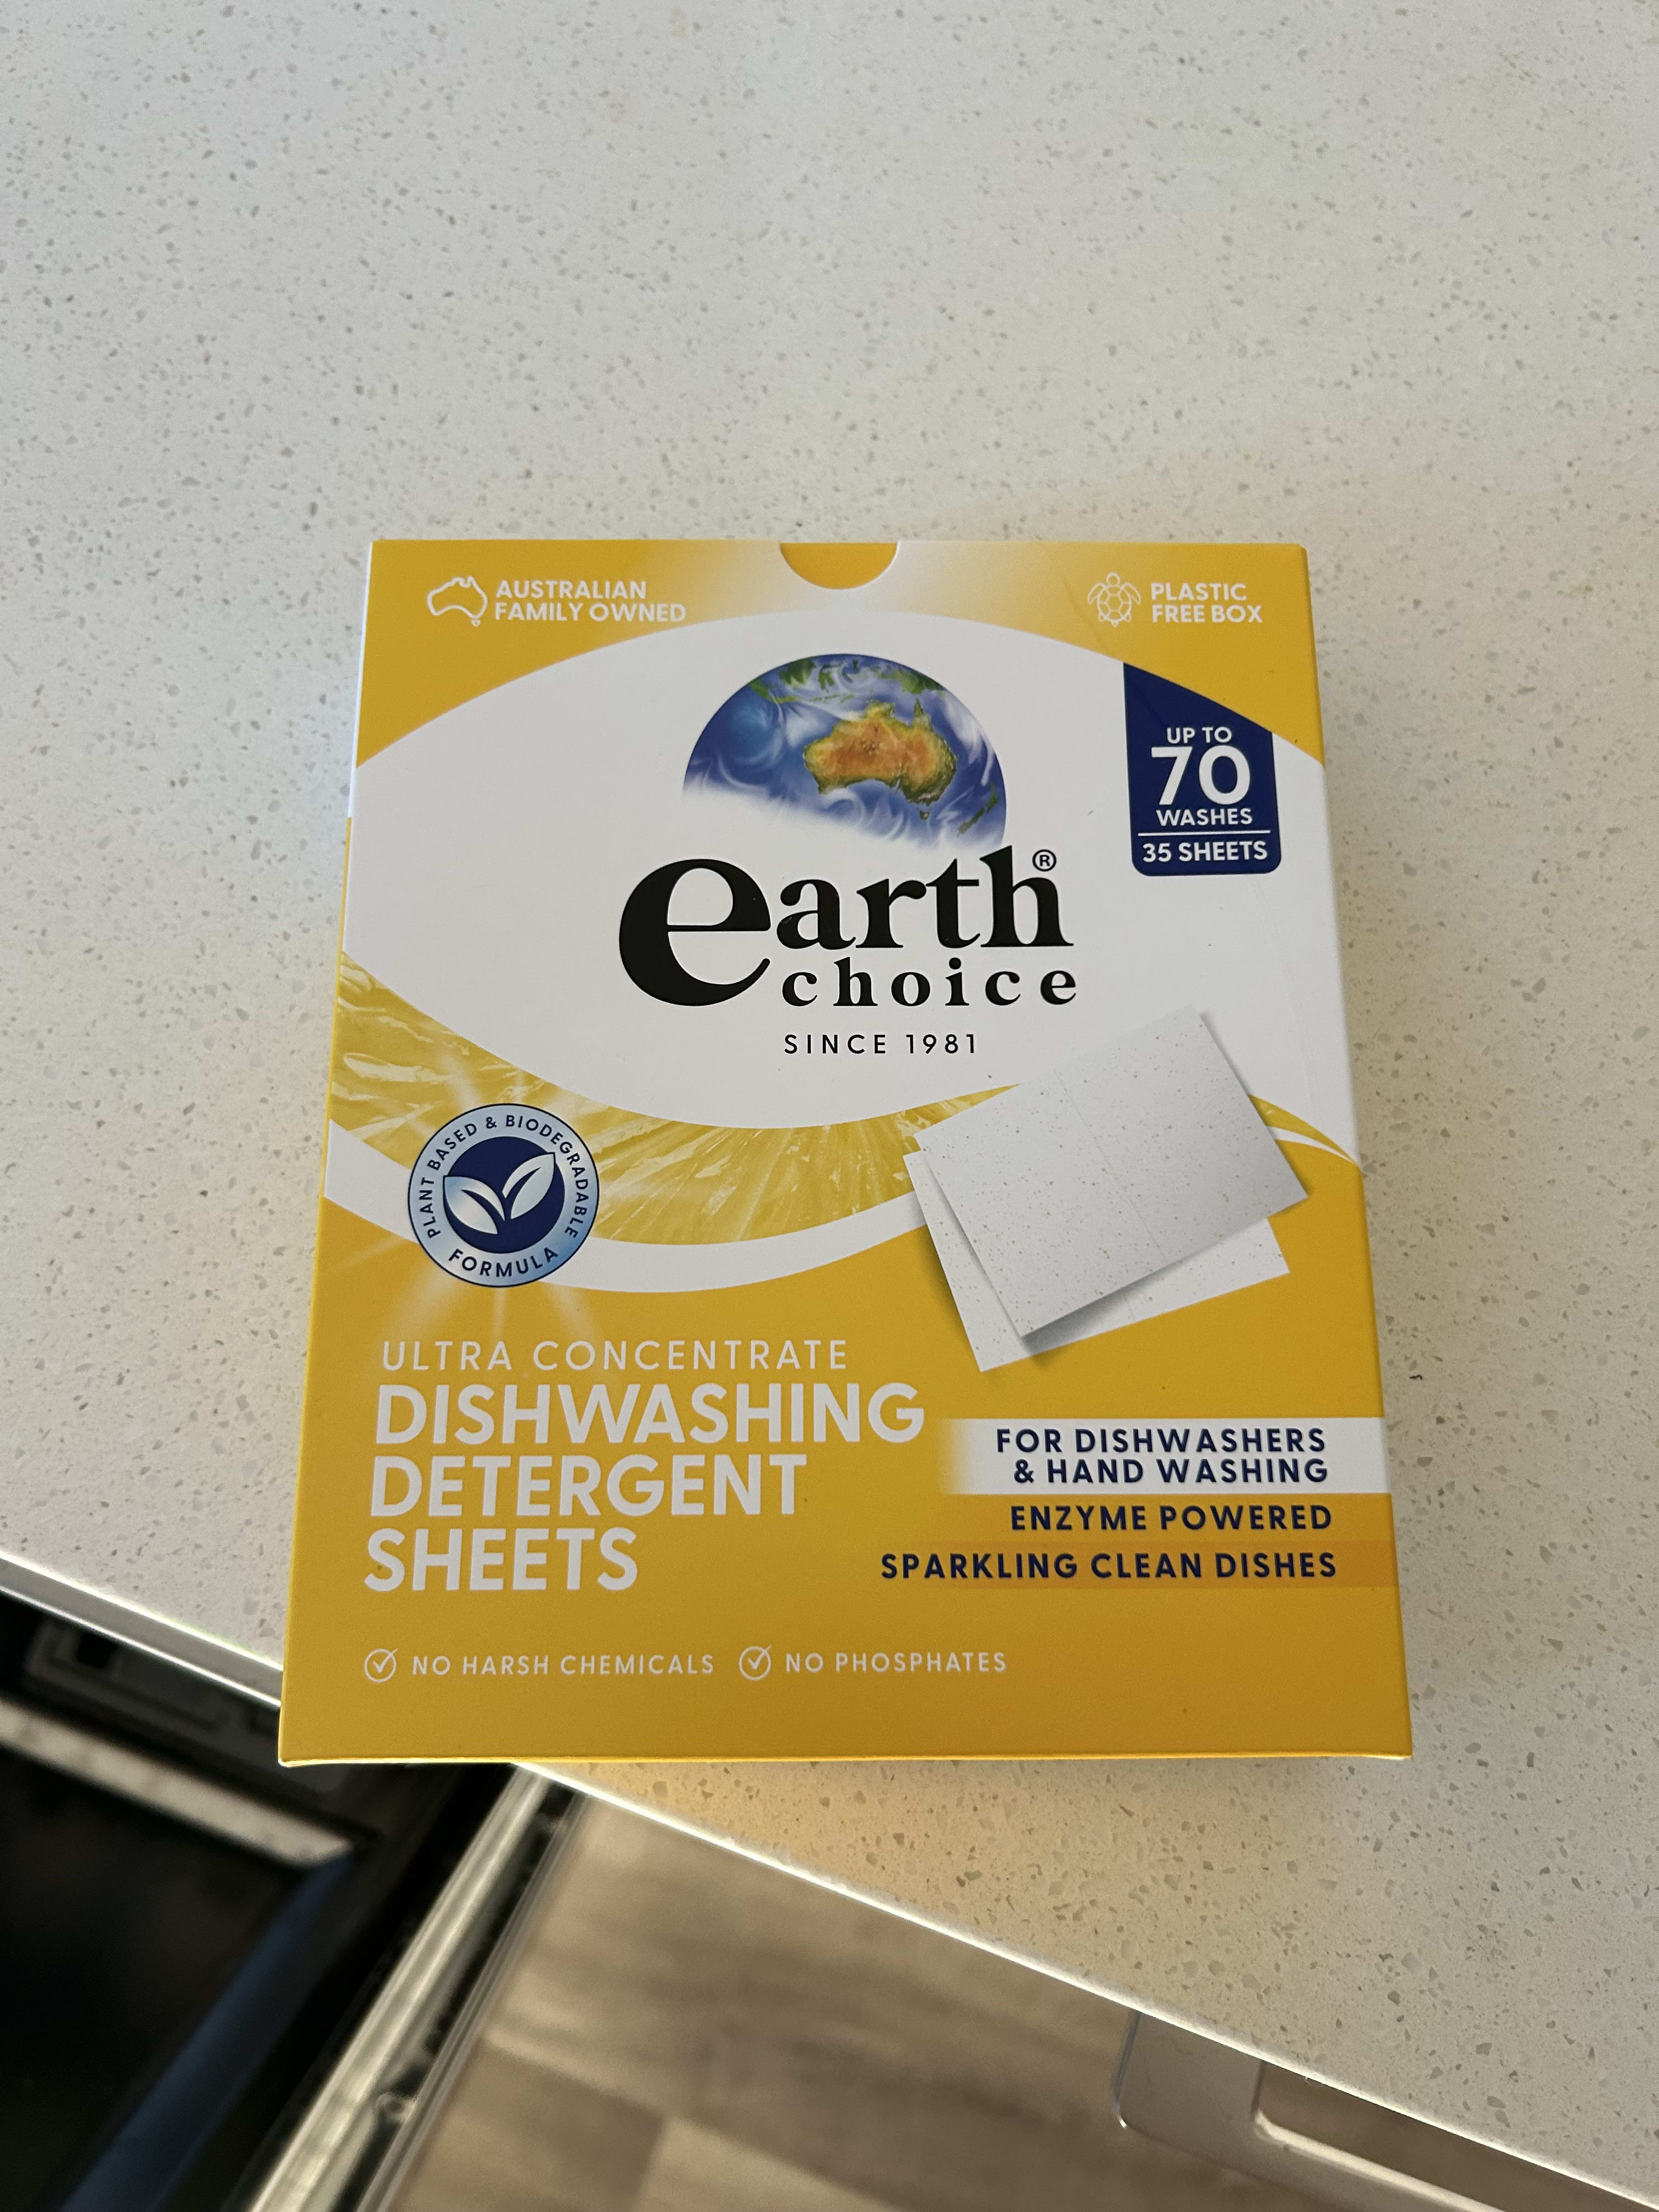 AUSTRALIAN
FAMILY OWNED
PLASTIC
FREE BOX
UP TO
70
WASHES
35 SHEETS
earth®
choice
SINCE 1981
PLANT BASED & BIODEGRADABLE
FORMULA
ULTRA CONCENTRATE
DISHWASHING
DETERGENT
SHEETS
FOR DISHWASHERS
& HAND WASHING
ENZYME POWERED
SPARKLING CLEAN DISHES
NO HARSH CHEMICALS NO PHOSPHATES